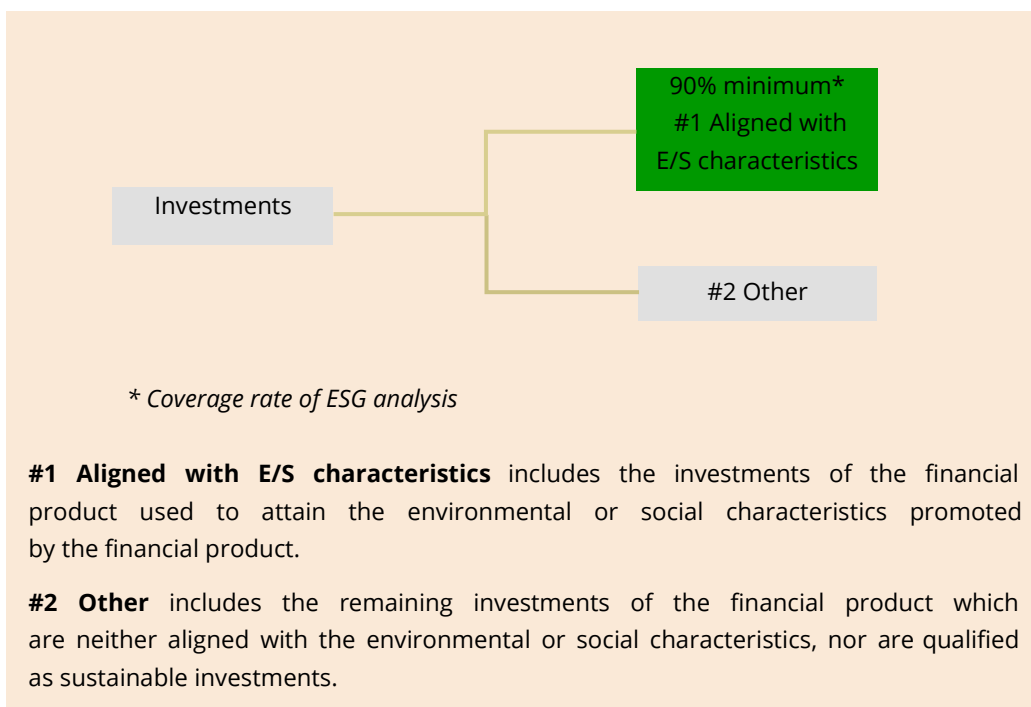 90% minimum*
#1 Aligned with
E/S characteristics
Investments
#2 Other
* Coverage rate of ESG analysis
#1 Aligned with E/S characteristics includes the investments of the financial
product used to attain the environmental or social characteristics promoted
by the financial product.
#2 Other includes the remaining investments of the financial product which
are neither aligned with the environmental or social characteristics, nor are qualified
as sustainable investments.